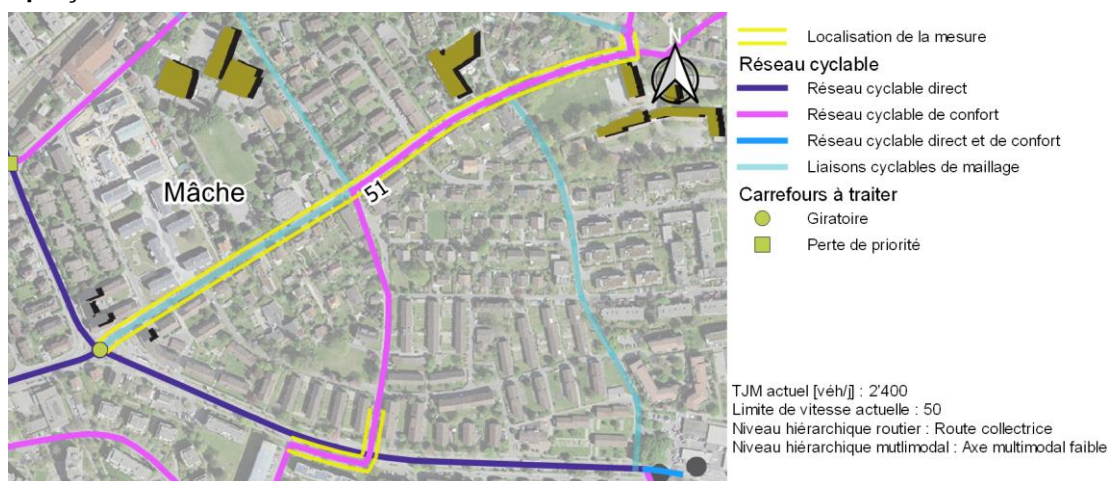 N
Mâche
51
Localisation de la mesure
Réseau cyclable
Réseau cyclable direct
Réseau cyclable de confort
Réseau cyclable direct et de confort
Liaisons cyclables de maillage
Carrefours à traiter
Giratoire
Perte de priorité
TJM actuel [véh/j] : 2'400
Limite de vitesse actuelle : 50
Niveau hiérarchique routier : Route collectrice
Niveau hiérarchique mutlimodal : Axe multimodal faible